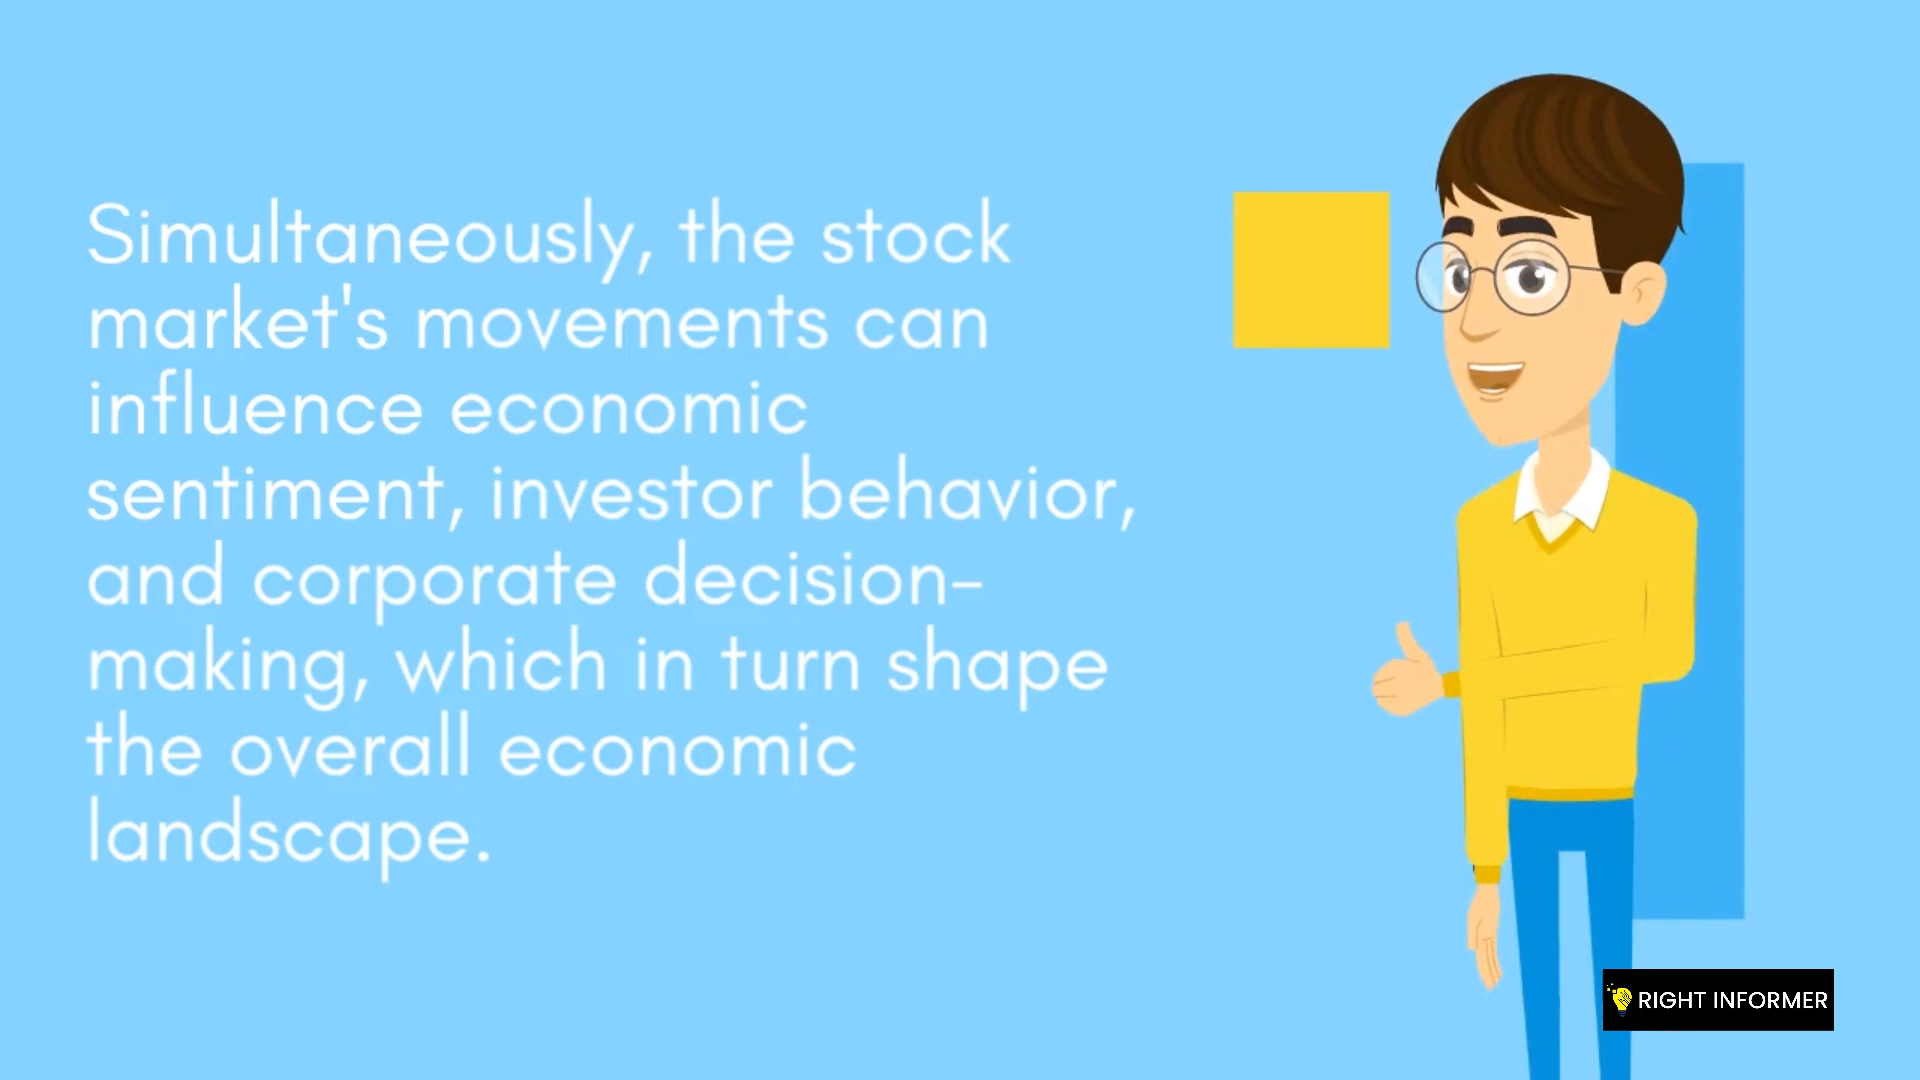 Simultaneously, the stock
market's movements can
influence economic
sentiment, investor behavior,
and corporate decision-
making, which in turn shape
the overall economic
landscape.
RIGHT INFORMER